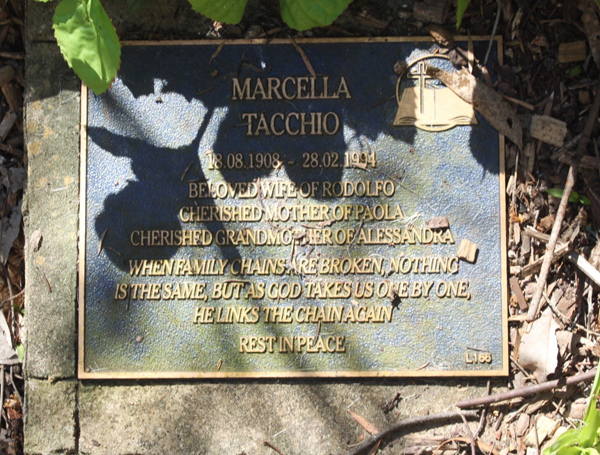 MARCELLA
TACCHIO
18.08.1908 - 28.02.1994
BELOVED WIFE OF RODOLFO
CHERISHED MOTHER OF PAOLA
CHERISHED GRANDMOTHER OF ALESSANDRA
WHEN FAMILY CHAINS ARE BROKEN, NOTHING
IS THE SAME, BUT AS GOD TAKES US ONE BY ONE,
HE LINKS THE CHAIN AGAIN
REST IN PEACE
L166